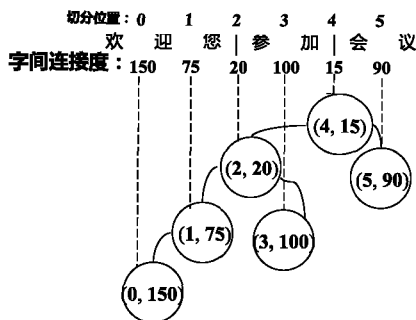 切分位置：0 1 2 3 4 5
欢 迎 您 | 参 加 | 会 议
字间连接度：150 75 20 100 15 90
(4, 15)
(2, 20)
(5, 90)
(1, 75)
(3, 100)
(0, 150)